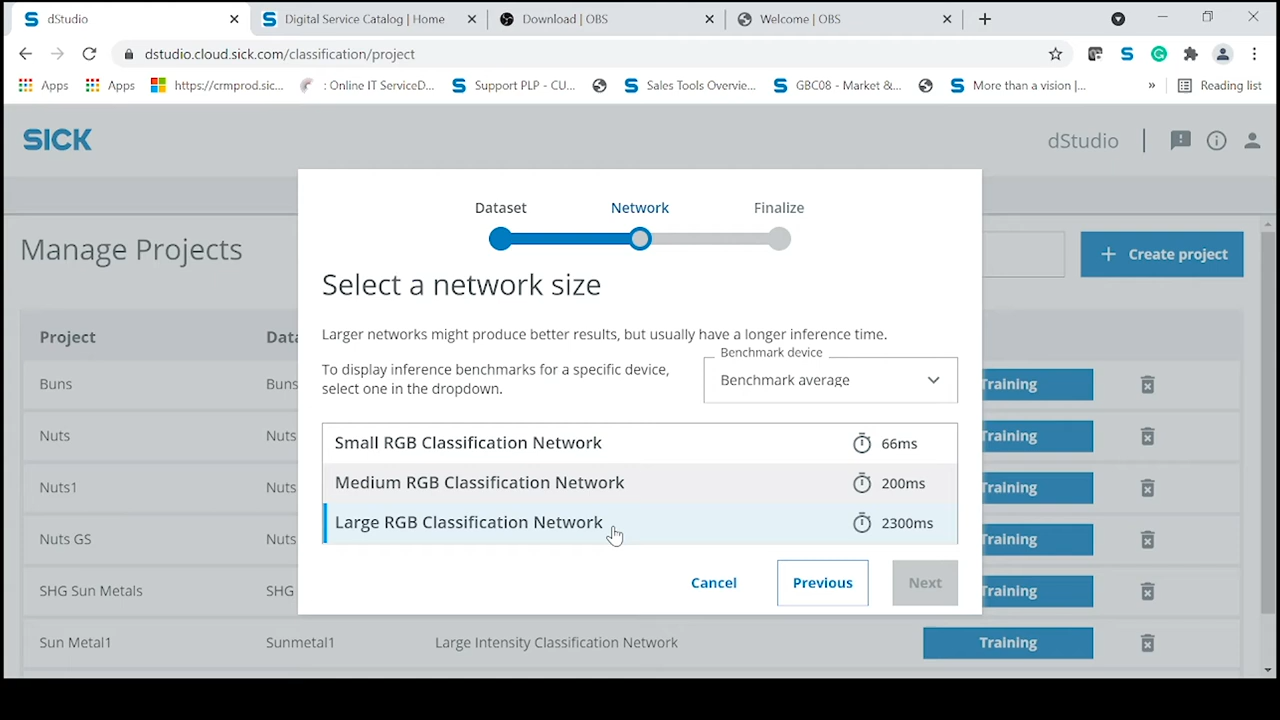 dStudio
Digital Service Catalog | Home
Download | OBS
Welcome | OBS
dstudio.cloud.sick.com/classification/project
Apps
Apps
https://crmprod.sic...
: Online IT ServiceD...
Support PLP - CU...
Sales Tools Overvie...
GBC08 - Market &...
More than a vision |...
»
Reading list
SICK
dStudio
Manage Projects
Create project
Project
Data
Buns
Buns
Training
Nuts
Nuts
Training
Nuts1
Nuts
Training
Nuts GS
Nuts
Training
SHG Sun Metals
SHG
Training
Sun Metal1
Sunmetal1
Large Intensity Classification Network
Training
Dataset
Network
Finalize
Select a network size
Larger networks might produce better results, but usually have a longer inference time.
To display inference benchmarks for a specific device,
select one in the dropdown.
Benchmark device
Benchmark average
Small RGB Classification Network
66ms
Medium RGB Classification Network
200ms
Large RGB Classification Network
2300ms
Cancel
Previous
Next